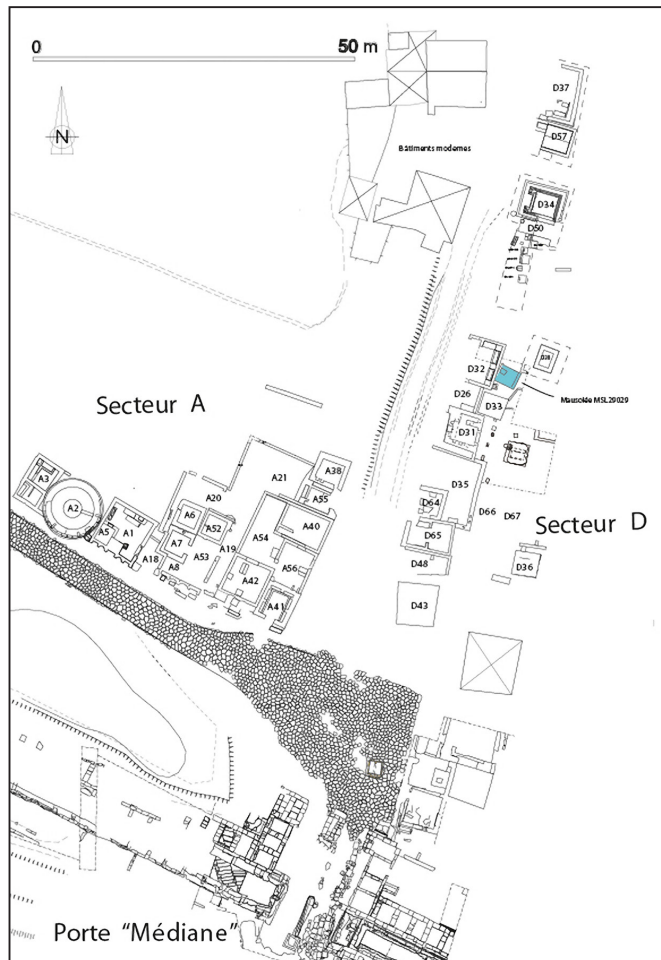 0 50 m
N
Bâtiments modernes
D37
D57
D34
D50
D32
Mausolée MSL29029
D26
D33
D31
Secteur A
A21
A38
A3
A20
A55
A2
A6
A52
A40
A5
A1
A7
A54
A18
A8
A53
A19
A56
A42
A41
D35
D64
D66
D67
Secteur D
D65
D48
D36
D43
Porte "Médiane"